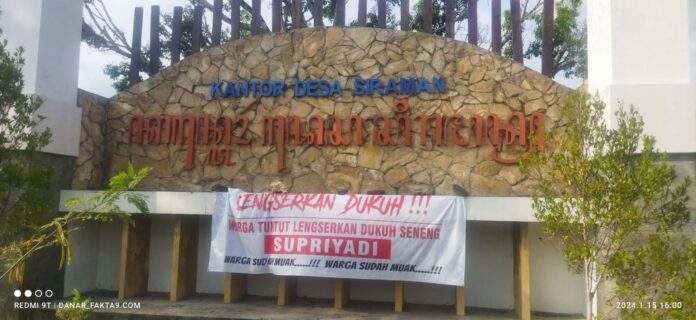 KANTOR DESA SIRAMAN
LENGSERKAN DUKUH !!!
WARGA TUNTUT LENGSERKAN DUKUH SENENG
SUPRIYADI
WARGA SUDAH MUAK......!!! WARGA SUDAH MUAK......!!!
REDMI 9T | DANAR_FAKTA9.COM
2024.1.15 16:00